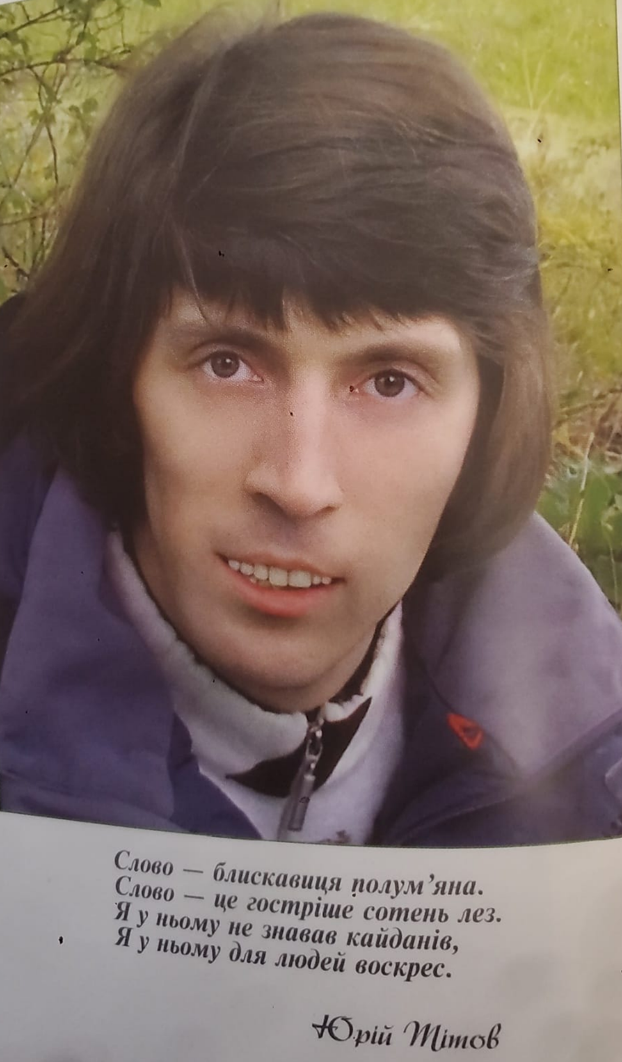 Слово — блискавиця полум’яна.
Слово — це гостріше сотень лез.
Я у ньому не знавав кайданів,
Я у ньому для людей воскрес.
Юрій Тітов